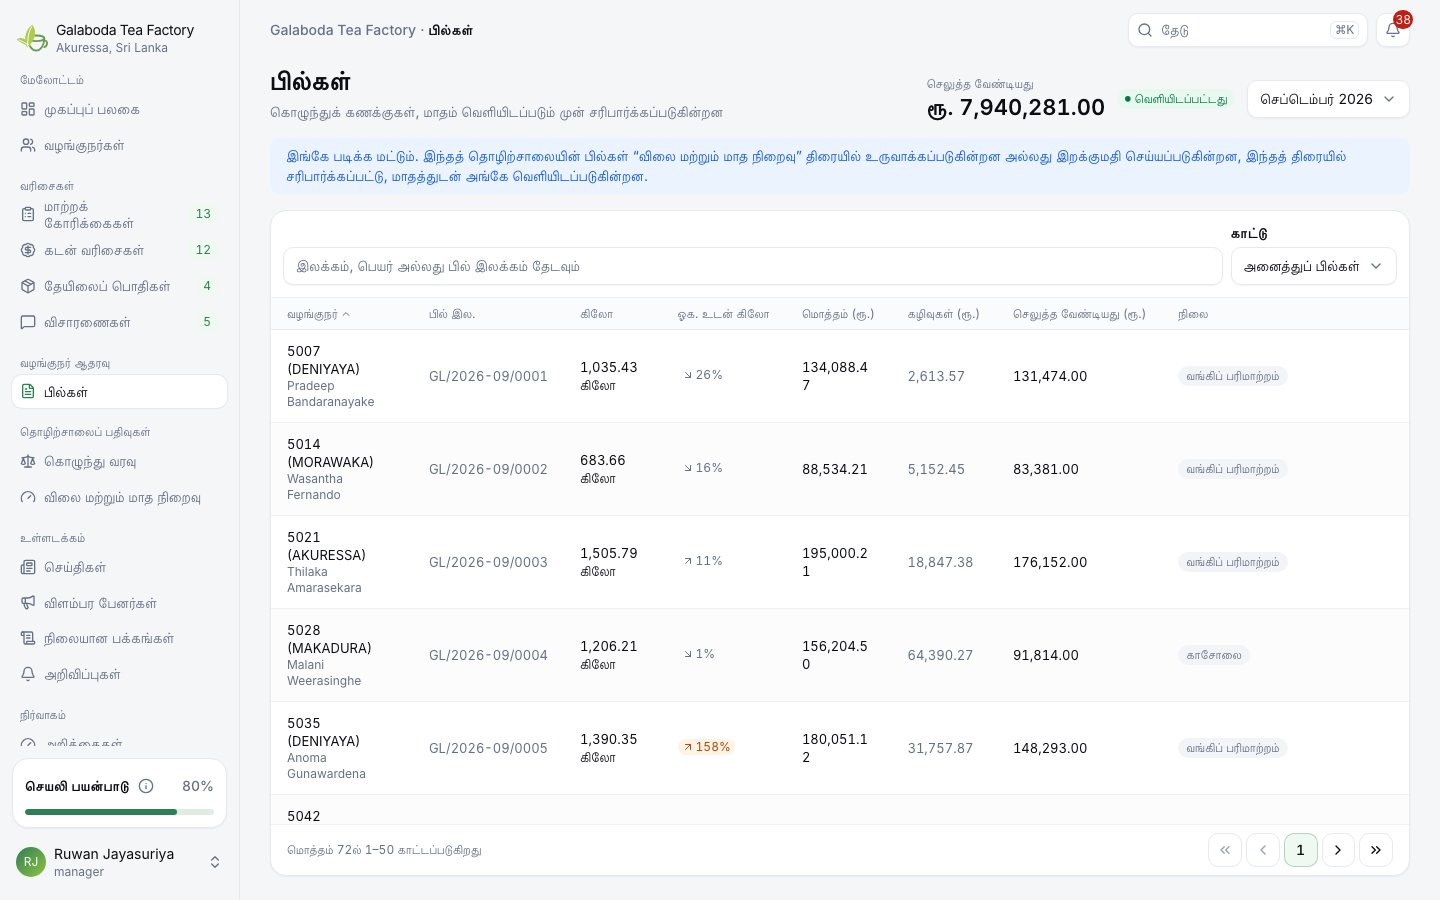 Galaboda Tea Factory
Akuressa, Sri Lanka
மேலோட்டம்
முகப்புப் பலகை
வழங்குநர்கள்
வரிசைகள்
மாற்றக்
கோரிக்கைகள்
13
கடன் வரிசைகள்
12
தேயிலைப் பொதிகள்
4
விசாரணைகள்
5
வழங்குநர் ஆதரவு
பில்கள்
தொழிற்சாலைப் பதிவுகள்
கொழுந்து வரவு
விலை மற்றும் மாத நிறைவு
உள்ளடக்கம்
செய்திகள்
விளம்பர பேனர்கள்
நிலையான பக்கங்கள்
அறிவிப்புகள்
நிர்வாகம்
அறிக்கைகள்
செயலி பயன்பாடு
80%
RJ
Ruwan Jayasuriya
manager
Galaboda Tea Factory · பில்கள்
தேடு
⌘K
38
பில்கள்
கொழுந்துக் கணக்குகள், மாதம் வெளியிடப்படும் முன் சரிபார்க்கப்படுகின்றன
செலுத்த வேண்டியது
ரூ. 7,940,281.00
வெளியிடப்பட்டது
செப்டெம்பர் 2026
இங்கே படிக்க மட்டும். இந்தத் தொழிற்சாலையின் பில்கள் “விலை மற்றும் மாத நிறைவு” திரையில் உருவாக்கப்படுகின்றன அல்லது இறக்குமதி செய்யப்படுகின்றன, இந்தத் திரையில்
சரிபார்க்கப்பட்டு, மாதத்துடன் அங்கே வெளியிடப்படுகின்றன.
காட்டு
இலக்கம், பெயர் அல்லது பில் இலக்கம் தேடவும்
அனைத்துப் பில்கள்
வழங்குநர் பில் இல. கிலோ ஓக. உடன் கிலோ மொத்தம் (ரூ.) கழிவுகள் (ரூ.) செலுத்த வேண்டியது (ரூ.) நிலை
5007
(DENIYAYA)
Pradeep
Bandaranayake
GL/2026-09/0001
1,035.43
கிலோ
26%
134,088.4
7
2,613.57
131,474.00
வங்கிப் பரிமாற்றம்
5014
(MORAWAKA)
Wasantha
Fernando
GL/2026-09/0002
683.66
கிலோ
16%
88,534.21
5,152.45
83,381.00
வங்கிப் பரிமாற்றம்
5021
(AKURESSA)
Thilaka
Amarasekara
GL/2026-09/0003
1,505.79
கிலோ
11%
195,000.2
1
18,847.38
176,152.00
வங்கிப் பரிமாற்றம்
5028
(MAKADURA)
Malani
Weerasinghe
GL/2026-09/0004
1,206.21
கிலோ
1%
156,204.5
0
64,390.27
91,814.00
காசோலை
5035
(DENIYAYA)
Anoma
Gunawardena
GL/2026-09/0005
1,390.35
கிலோ
158%
180,051.1
2
31,757.87
148,293.00
வங்கிப் பரிமாற்றம்
5042
மொத்தம் 72ல் 1–50 காட்டப்படுகிறது
1